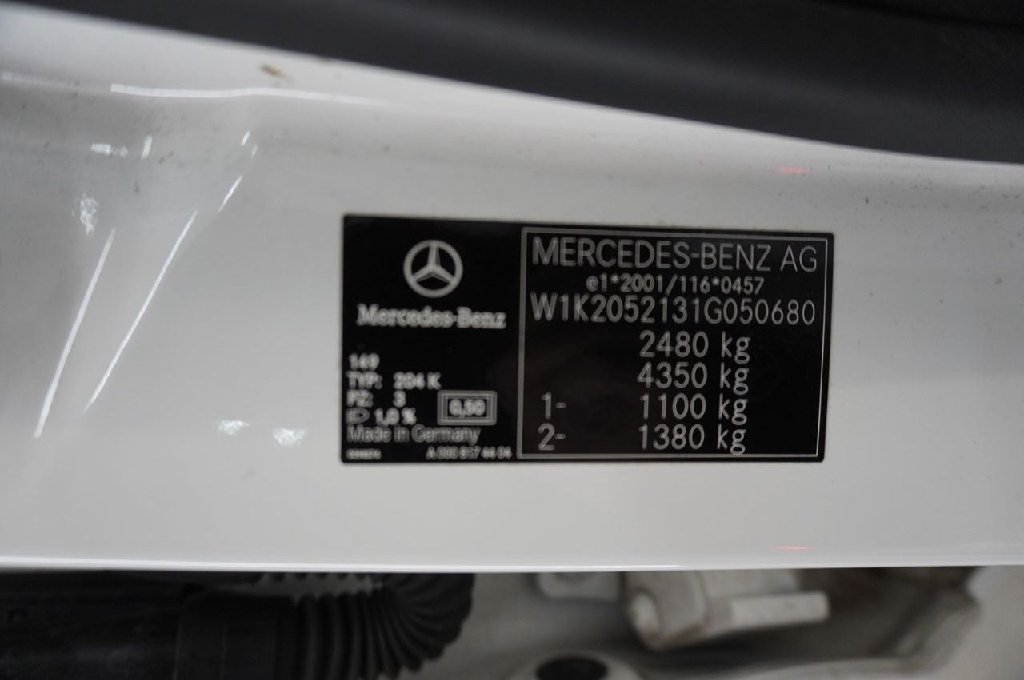 Mercedes-Benz
149
TYP: 204 K
PZ: 3
1,0 %
0,50
Made in Germany
MERCEDES-BENZ AG
e1*2001/116*0457
W1K2052131G050680
2480 kg
4350 kg
1- 1100 kg
2- 1380 kg